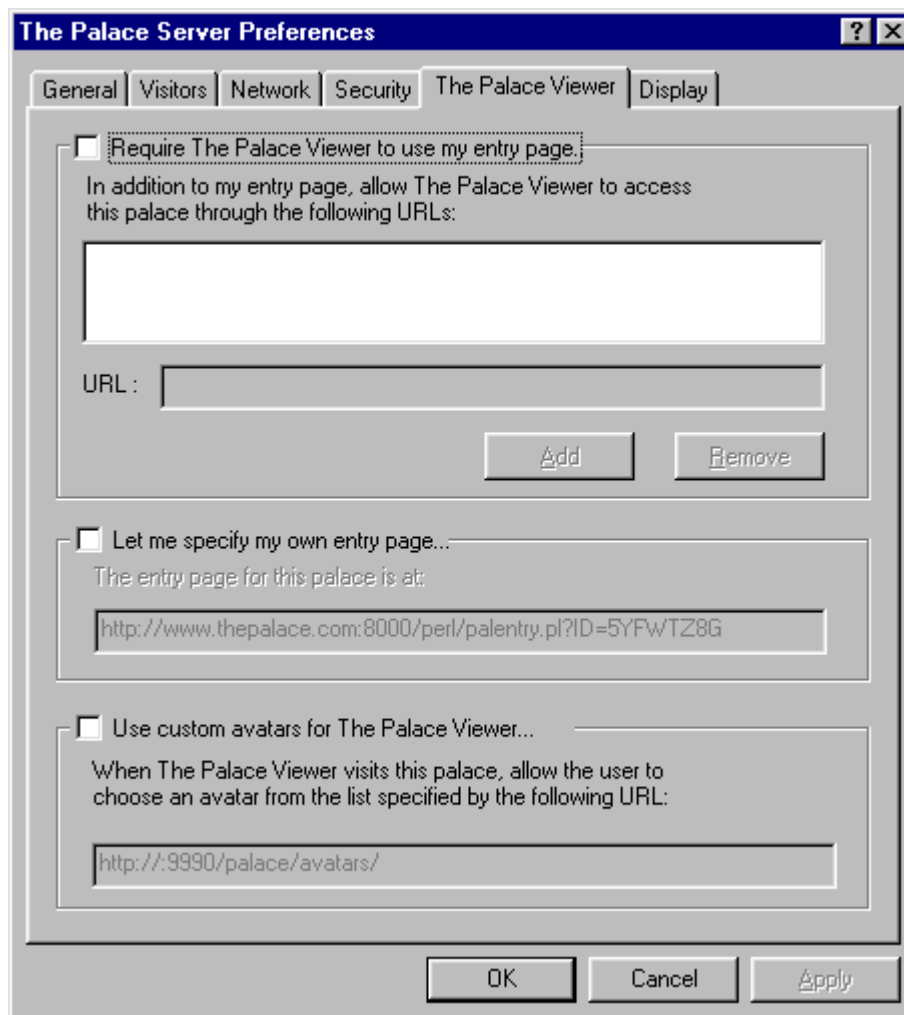 The Palace Server Preferences
General Visitors Network Security The Palace Viewer Display
Require The Palace Viewer to use my entry page.
In addition to my entry page, allow The Palace Viewer to access
this palace through the following URLs:
URL :
Add Remove
Let me specify my own entry page...
The entry page for this palace is at:
http://www.thepalace.com:8000/perl/palentry.pl?ID=5YFWTZ8G
Use custom avatars for The Palace Viewer...
When The Palace Viewer visits this palace, allow the user to
choose an avatar from the list specified by the following URL:
http://:9990/palace/avatars/
OK Cancel Apply